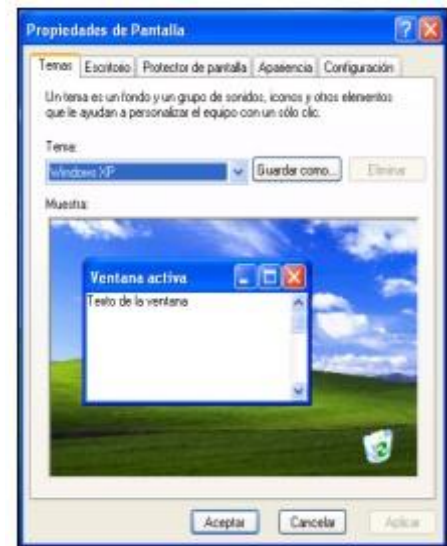 Propiedades de Pantalla
Temas Escritorio Protector de pantalla Apariencia Configuración
Un tema es un fondo y un grupo de sonidos, iconos y otros elementos
que le ayudan a personalizar el equipo con un sólo clic.
Tema:
Windows XP Guardar como... Eliminar
Muestra:
Ventana activa
Texto de la ventana
Aceptar Cancelar Aplicar